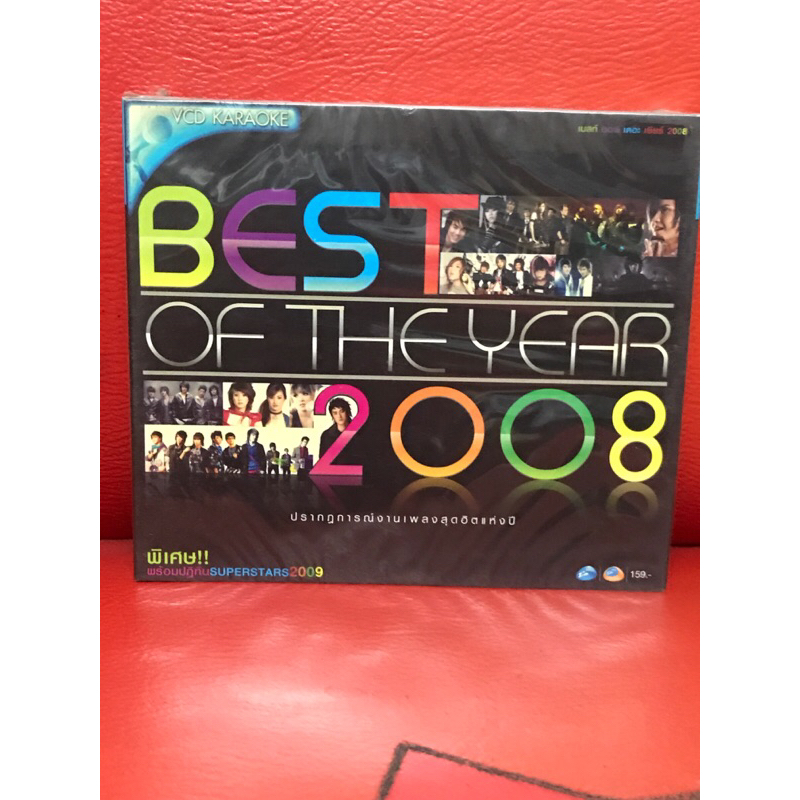 VCD KARAOKE
เบสท์ ออฟ เดอะ เยียร์ 2008
BEST
OF THE YEAR
2008
ปรากฏการณ์งานเพลงสุดฮิตแห่งปี
พิเศษ!!
พร้อมปฏิทินSUPERSTARS2009
159.-